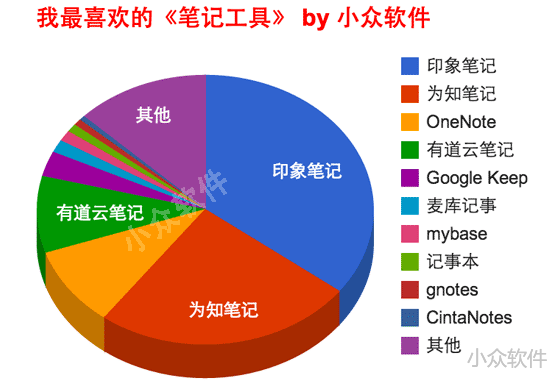 我最喜欢的《笔记工具》 by 小众软件
其他
印象笔记
有道云笔记
为知笔记
小众软件
印象笔记
为知笔记
OneNote
有道云笔记
Google Keep
麦库记事
mybase
记事本
gnotes
CintaNotes
其他
小众软件